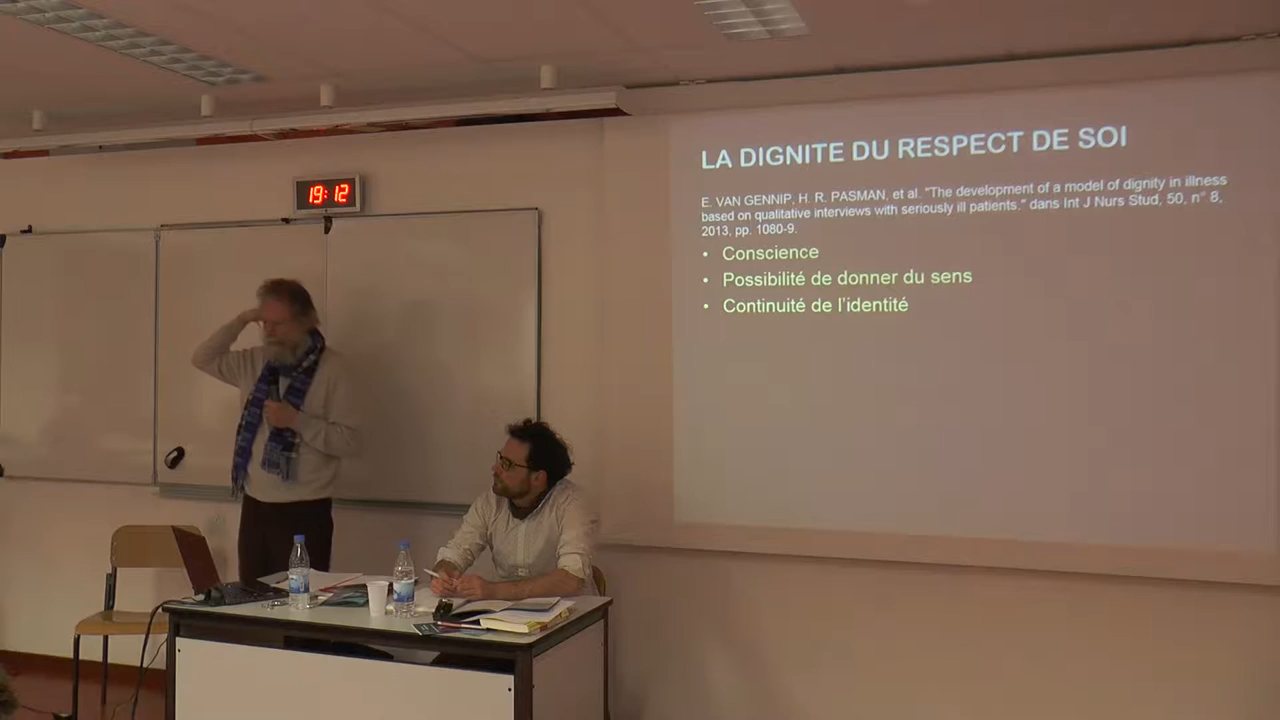 19:12
LA DIGNITE DU RESPECT DE SOI
E. VAN GENNIP, H. R. PASMAN, et al. "The development of a model of dignity in illness
based on qualitative interviews with seriously ill patients." dans Int J Nurs Stud, 50, n° 8,
2013, pp. 1080-9.
• Conscience
• Possibilité de donner du sens
• Continuité de l'identité